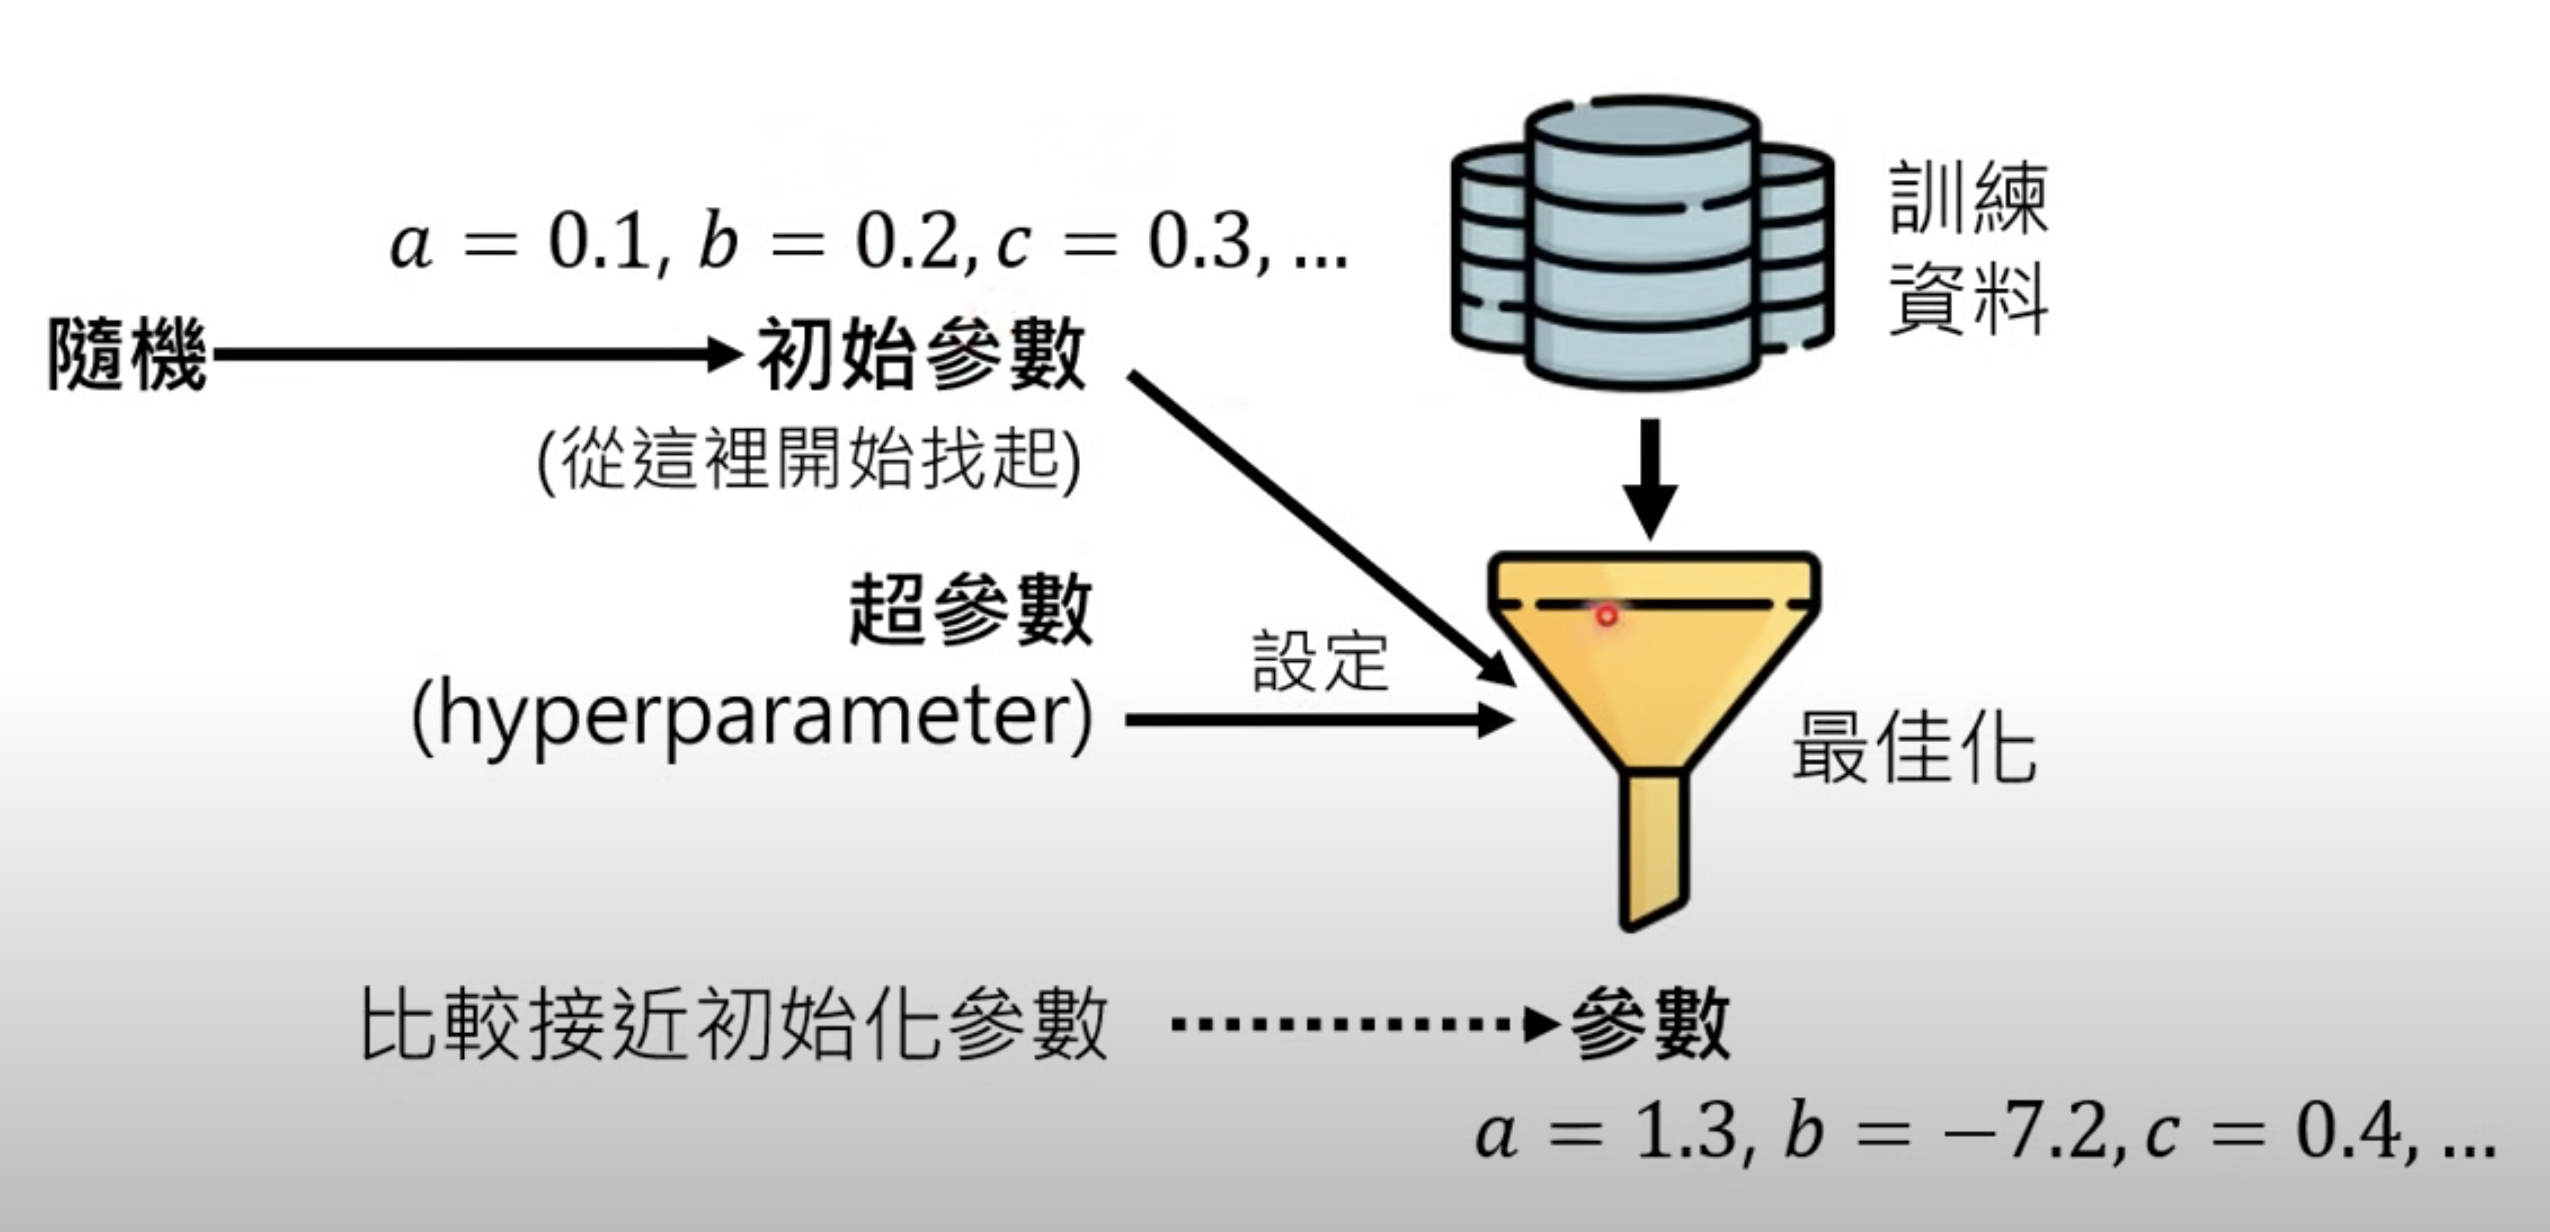 a = 0.1, b = 0.2, c = 0.3, ...
隨機
初始參數
(從這裡開始找起)
訓練
資料
超參數
(hyperparameter)
設定
最佳化
比較接近初始化參數
參數
a = 1.3, b = −7.2, c = 0.4, ...